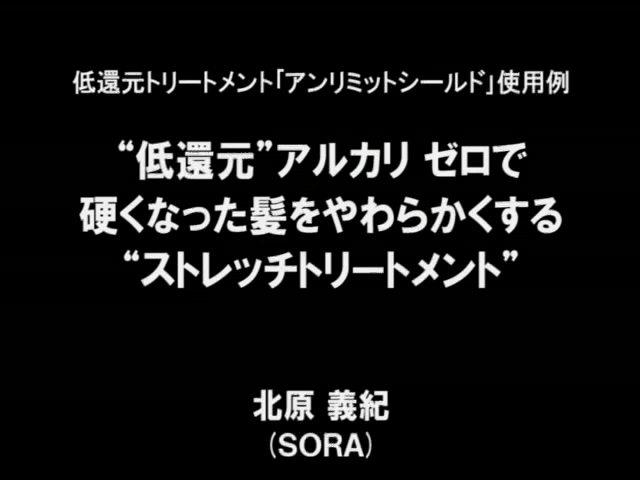 低還元トリートメント「アンリミットシールド」使用例
“低還元”アルカリ ゼロで
硬くなった髪をやわらかくする
“ストレッチトリートメント”
北原 義紀
(SORA)